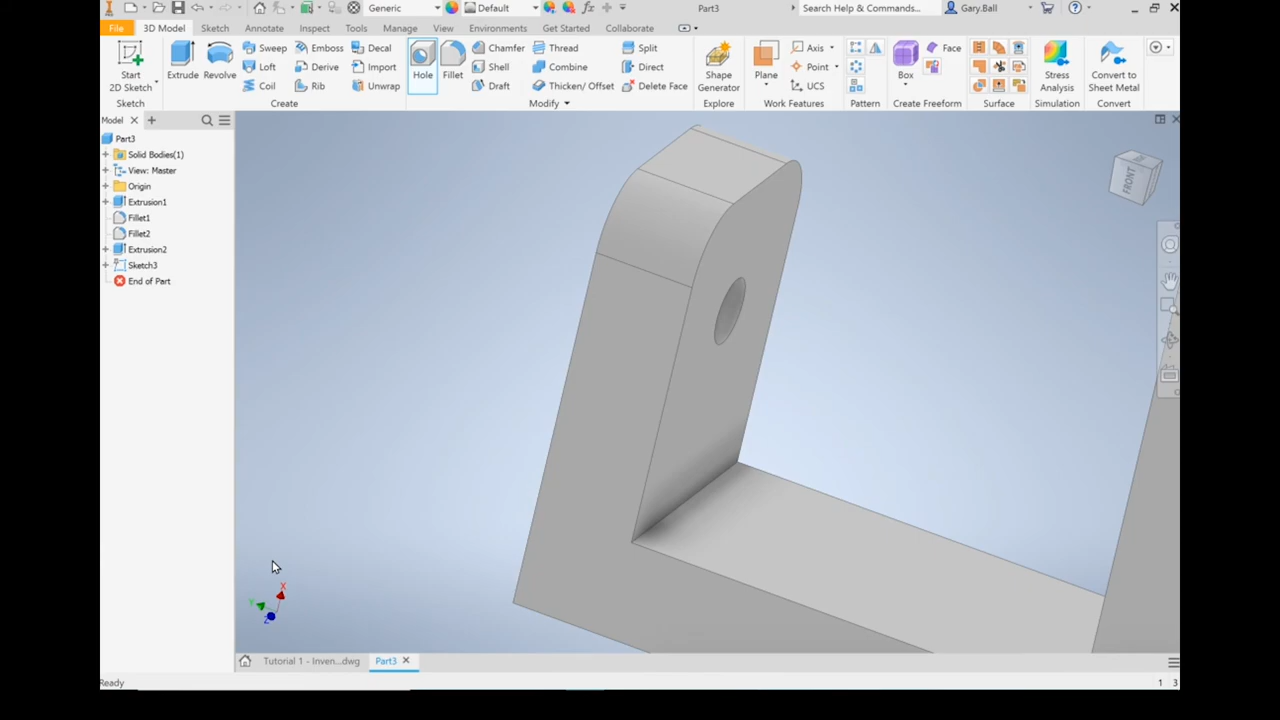 Generic Default Part3 Search Help & Commands... Gary.Ball
File 3D Model Sketch Annotate Inspect Tools Manage View Environments Get Started Collaborate
Start 2D Sketch Extrude Revolve Sweep Emboss Decal Hole Fillet Chamfer Thread Split Shape Generator Plane Axis Box Face Stress Analysis Convert to Sheet Metal
Loft Derive Import Shell Combine Direct Point
Coil Rib Unwrap Draft Thicken/ Offset Delete Face UCS
Sketch Create Modify Explore Work Features Pattern Create Freeform Surface Simulation Convert
Model
Part3
Solid Bodies(1)
View: Master
Origin
Extrusion1
Fillet1
Fillet2
Extrusion2
Sketch3
End of Part
FRONT
X
Y
Z
Tutorial 1 - Inven...dwg Part3
Ready 1 3